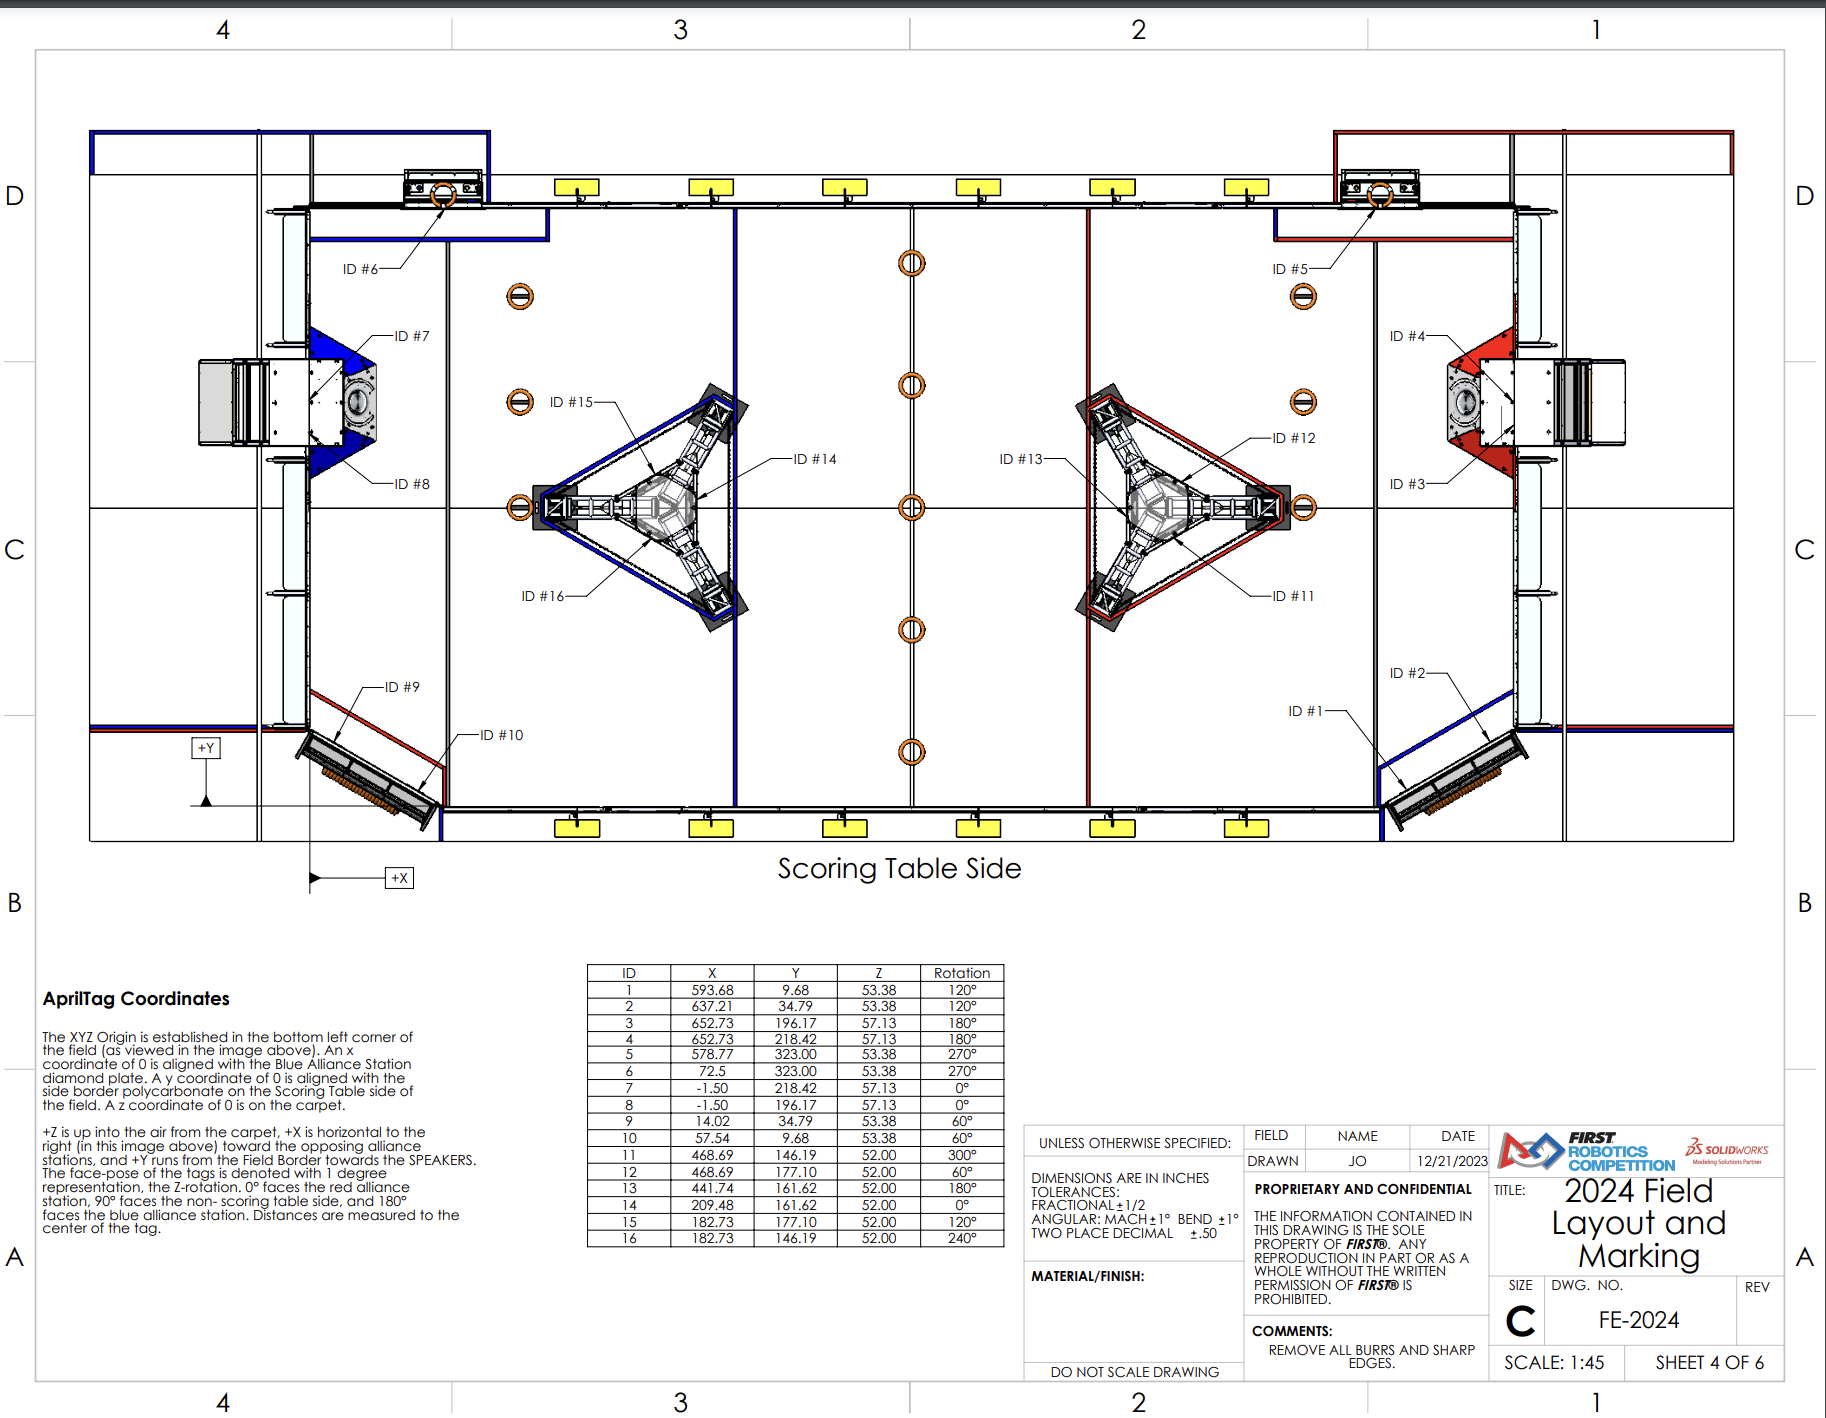 4 3 2 1
D D
ID #6 ID #5
ID #7 ID #4
ID #15 ID #12
ID #14 ID #13
ID #8 ID #3
C C
ID #16 ID #11
ID #9 ID #2
ID #1
ID #10
+Y
Scoring Table Side
+X
B B
AprilTag Coordinates
The XYZ Origin is established in the bottom left corner of
the field (as viewed in the image above). An x
coordinate of 0 is aligned with the Blue Alliance Station
diamond plate. A y coordinate of 0 is aligned with the
side border polycarbonate on the Scoring Table side of
the field. A z coordinate of 0 is on the carpet.
+Z is up into the air from the carpet, +X is horizontal to the
right (in this image above) toward the opposing alliance
stations, and +Y runs from the Field Border towards the SPEAKERS.
The face-pose of the tags is denoted with 1 degree
representation, the Z-rotation. 0° faces the red alliance
station, 90° faces the non- scoring table side, and 180°
faces the blue alliance station. Distances are measured to the
center of the tag.
ID X Y Z Rotation
1 593.68 9.68 53.38 120°
2 637.21 34.79 53.38 120°
3 652.73 196.17 57.13 180°
4 652.73 218.42 57.13 180°
5 578.77 323.00 53.38 270°
6 72.5 323.00 53.38 270°
7 -1.50 218.42 57.13 0°
8 -1.50 196.17 57.13 0°
9 14.02 34.79 53.38 60°
10 57.54 9.68 53.38 60°
11 468.69 146.19 52.00 300°
12 468.69 177.10 52.00 60°
13 441.74 161.62 52.00 180°
14 209.48 161.62 52.00 0°
15 182.73 177.10 52.00 120°
16 182.73 146.19 52.00 240°
UNLESS OTHERWISE SPECIFIED:
DIMENSIONS ARE IN INCHES
TOLERANCES:
FRACTIONAL±1/2
ANGULAR: MACH±1° BEND ±1°
TWO PLACE DECIMAL ±.50
MATERIAL/FINISH:
DO NOT SCALE DRAWING
FIELD NAME DATE
DRAWN JO 12/21/2023
PROPRIETARY AND CONFIDENTIAL
THE INFORMATION CONTAINED IN
THIS DRAWING IS THE SOLE
PROPERTY OF FIRST®. ANY
REPRODUCTION IN PART OR AS A
WHOLE WITHOUT THE WRITTEN
PERMISSION OF FIRST® IS
PROHIBITED.
COMMENTS:
REMOVE ALL BURRS AND SHARP
EDGES.
FIRST
ROBOTICS
COMPETITION
SOLIDWORKS
Modeling Solutions Partner
TITLE:
2024 Field
Layout and
Marking
SIZE DWG. NO. REV
C FE-2024
SCALE: 1:45 SHEET 4 OF 6
A A
4 3 2 1